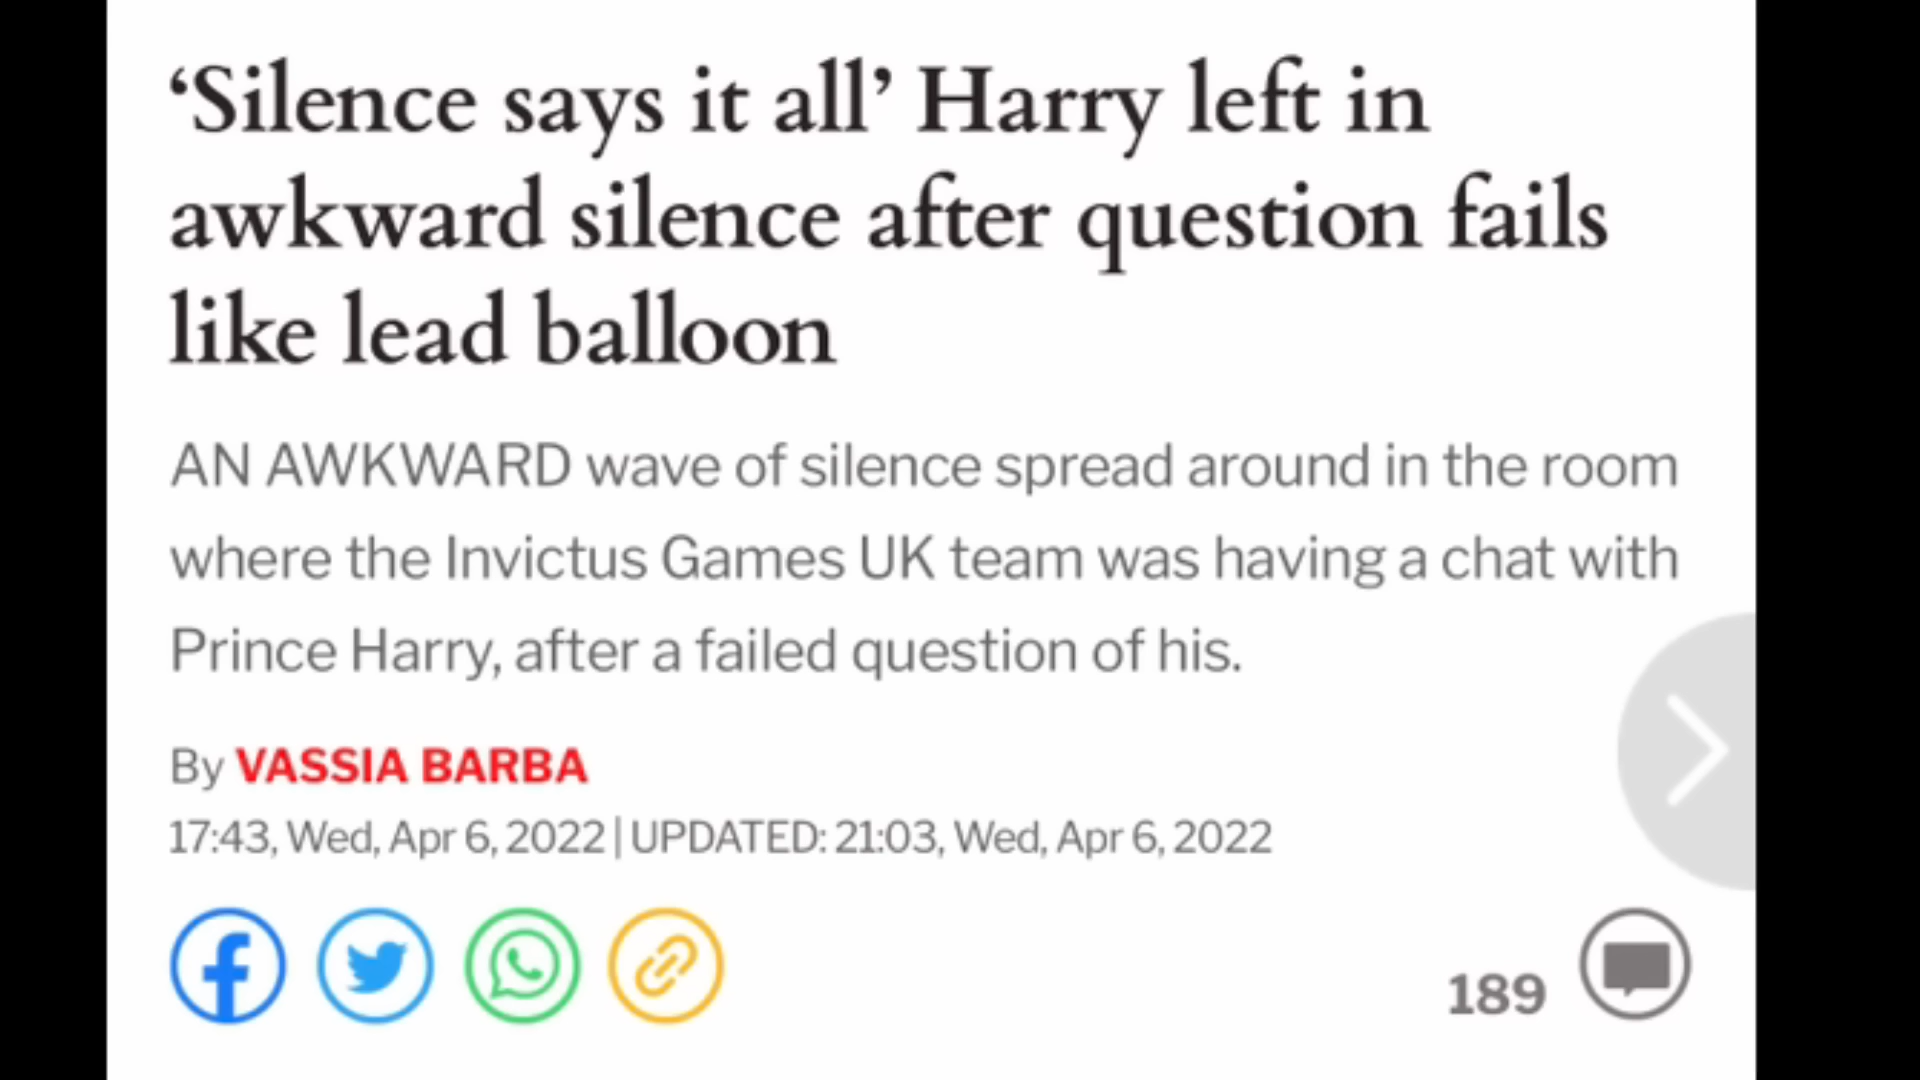 ‘Silence says it all’ Harry left in
awkward silence after question fails
like lead balloon
AN AWKWARD wave of silence spread around in the room
where the Invictus Games UK team was having a chat with
Prince Harry, after a failed question of his.
By VASSIA BARBA
17:43, Wed, Apr 6, 2022 | UPDATED: 21:03, Wed, Apr 6, 2022
189